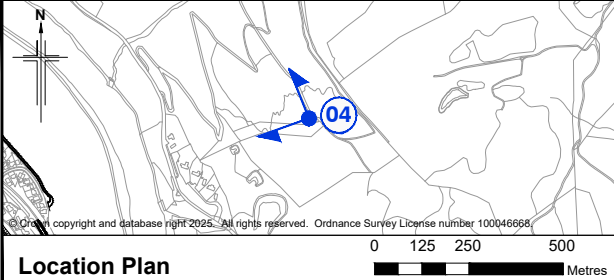 N
04
© Crown copyright and database right 2025. All rights reserved. Ordnance Survey License number 100046668.
Location Plan
0 125 250 500
Metres